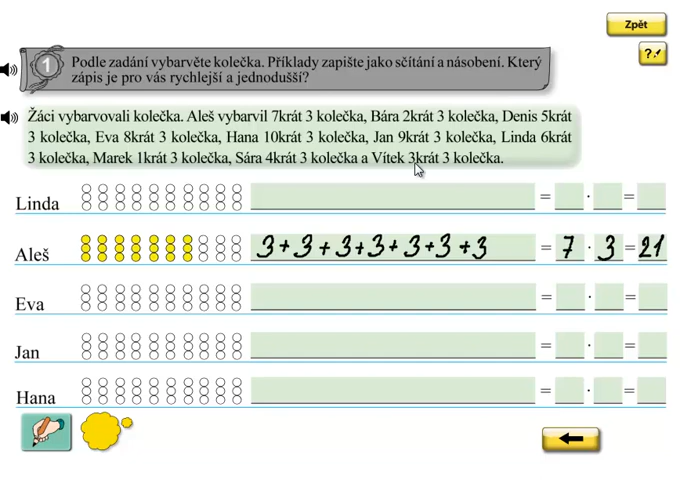 Zpět
1 Podle zadání vybarvěte kolečka. Příklady zapište jako sčítání a násobení. Který
zápis je pro vás rychlejší a jednodušší?
?✓
Žáci vybarvovali kolečka. Aleš vybarvil 7krát 3 kolečka, Bára 2krát 3 kolečka, Denis 5krát
3 kolečka, Eva 8krát 3 kolečka, Hana 10krát 3 kolečka, Jan 9krát 3 kolečka, Linda 6krát
3 kolečka, Marek 1krát 3 kolečka, Sára 4krát 3 kolečka a Vítek 3krát 3 kolečka.
Linda = · =
Aleš 3+3+3+3+3+3+3 = 7 · 3 = 21
Eva = · =
Jan = · =
Hana = · =